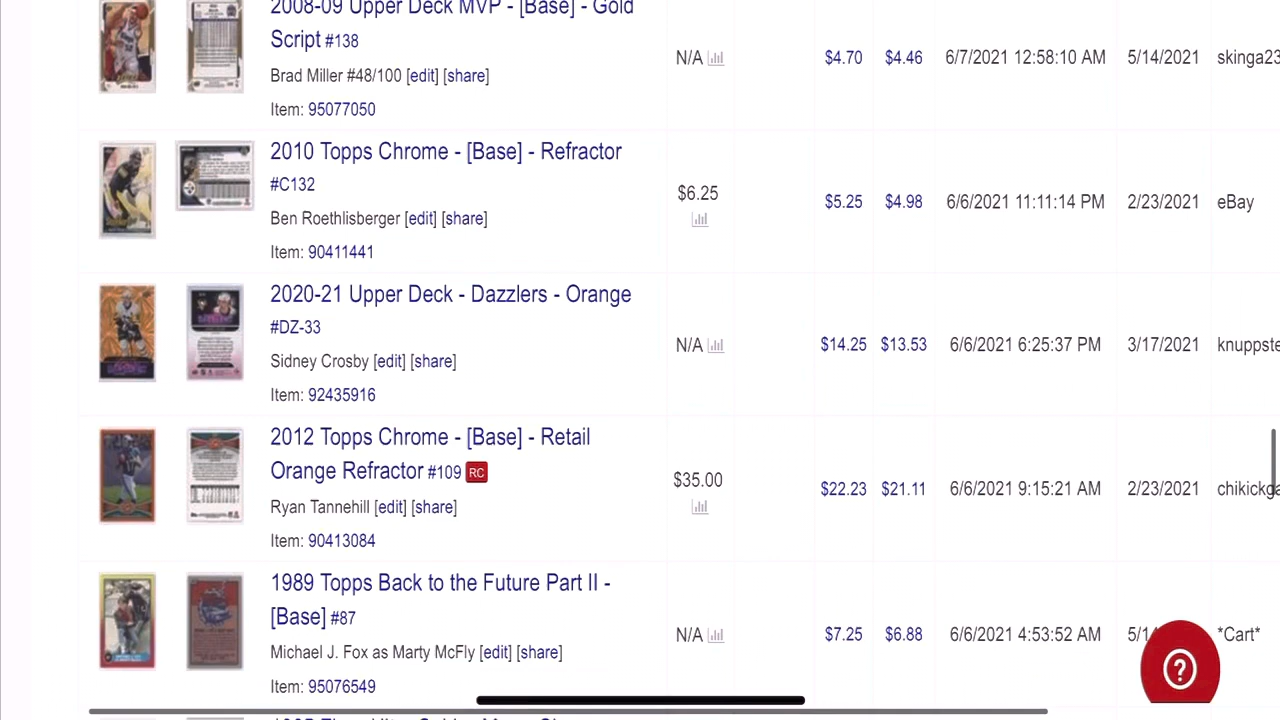 2008-09 Upper Deck MVP - [Base] - Gold
Script #138
Brad Miller #48/100 [edit] [share]
Item: 95077050
N/A
$4.70
$4.46
6/7/2021 12:58:10 AM
5/14/2021
skinga23
2010 Topps Chrome - [Base] - Refractor
#C132
Ben Roethlisberger [edit] [share]
Item: 90411441
$6.25
$5.25
$4.98
6/6/2021 11:11:14 PM
2/23/2021
eBay
2020-21 Upper Deck - Dazzlers - Orange
#DZ-33
Sidney Crosby [edit] [share]
Item: 92435916
N/A
$14.25
$13.53
6/6/2021 6:25:37 PM
3/17/2021
knuppste
2012 Topps Chrome - [Base] - Retail
Orange Refractor #109 RC
Ryan Tannehill [edit] [share]
Item: 90413084
$35.00
$22.23
$21.11
6/6/2021 9:15:21 AM
2/23/2021
chikickga
1989 Topps Back to the Future Part II -
[Base] #87
Michael J. Fox as Marty McFly [edit] [share]
Item: 95076549
N/A
$7.25
$6.88
6/6/2021 4:53:52 AM
5/1
*Cart*
?